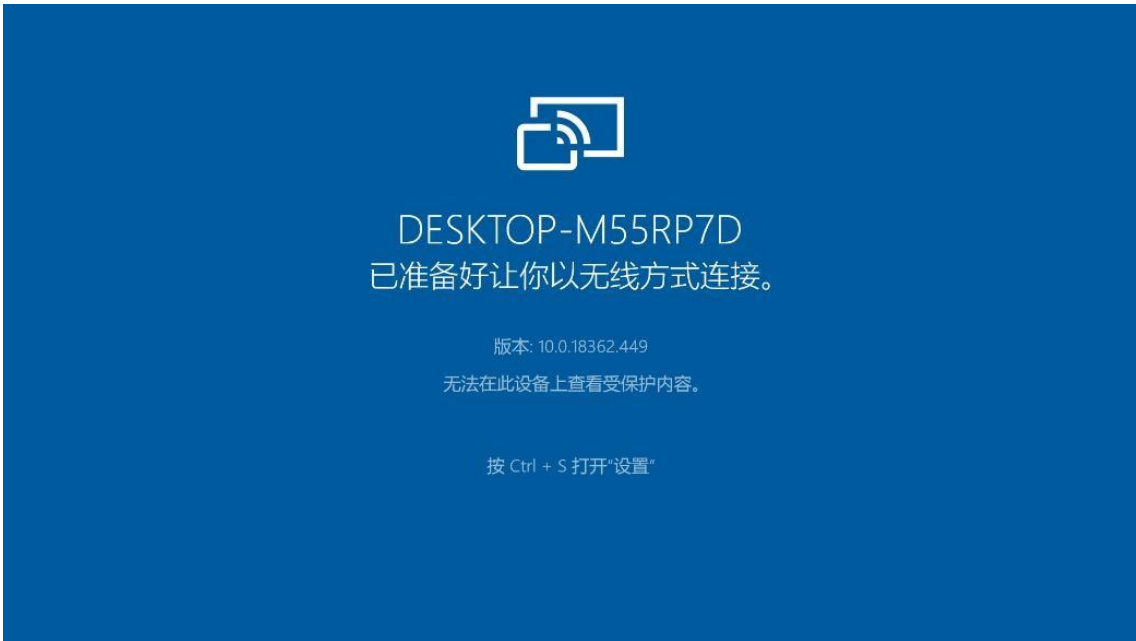 DESKTOP-M55RP7D
已准备好让你以无线方式连接。
版本: 10.0.18362.449
无法在此设备上查看受保护内容。
按 Ctrl + S 打开"设置"